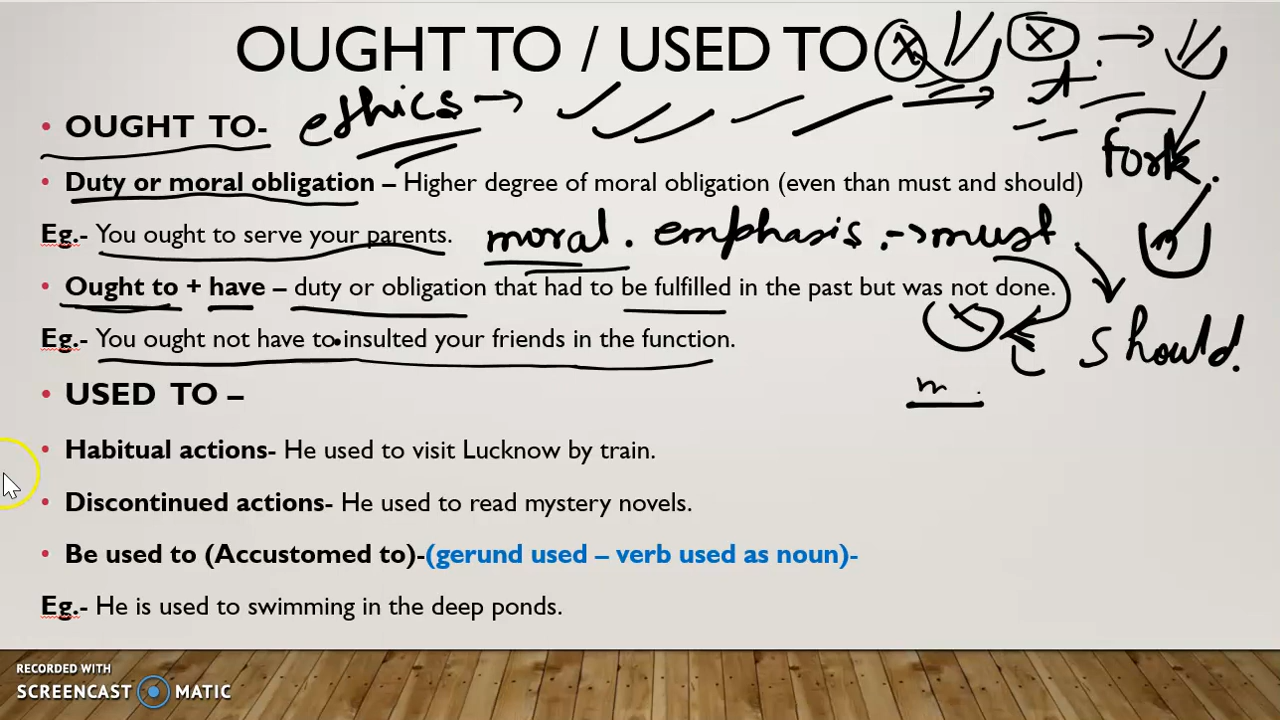 OUGHT TO / USED TO
• OUGHT TO- ethics
fork.
• Duty or moral obligation – Higher degree of moral obligation (even than must and should)
Eg.- You ought to serve your parents. moral. emphasis. → must
• Ought to + have – duty or obligation that had to be fulfilled in the past but was not done.
Eg.- You ought not have to insulted your friends in the function. should.
• USED TO –
• Habitual actions- He used to visit Lucknow by train.
• Discontinued actions- He used to read mystery novels.
• Be used to (Accustomed to)-(gerund used – verb used as noun)-
Eg.- He is used to swimming in the deep ponds.
RECORDED WITH
SCREENCAST MATIC